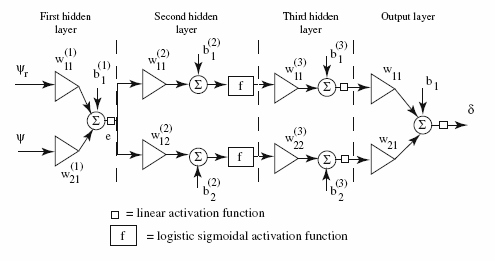 First hidden layer
Second hidden layer
Third hidden layer
Output layer
ψr
w11(1)
b1(1)
w11(2)
b1(2)
w11(3)
b1(3)
w11
b1
Σ
Σ
f
Σ
Σ
δ
ψ
w21(1)
e
w12(2)
Σ
f
b2(2)
w22(3)
Σ
b2(3)
w21
= linear activation function
f = logistic sigmoidal activation function